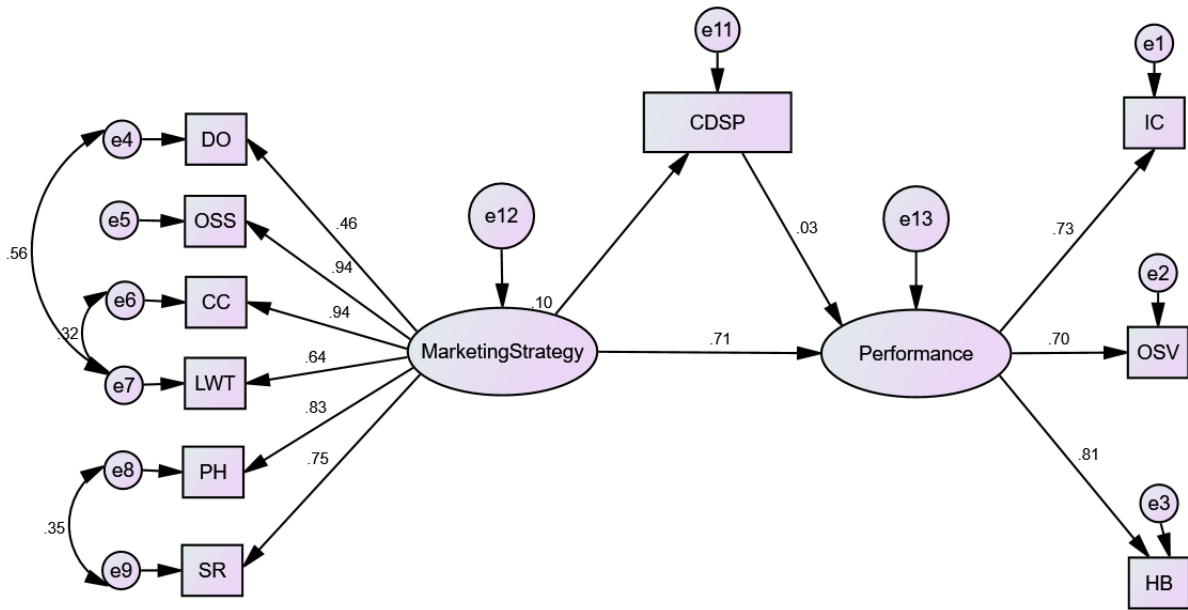 e11
e1
CDSP
IC
e4
DO
e12
e13
.03
.73
e5
OSS
.46
.56
.94
e2
e6
CC
.10
.32
.94
MarketingStrategy
.71
Performance
.70
OSV
e7
LWT
.64
.83
.75
.81
e8
PH
e3
.35
e9
SR
HB